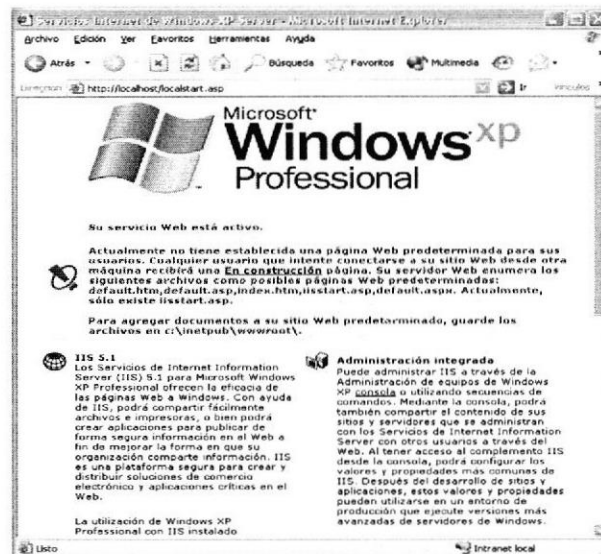 Servicios Internet de Windows XP Server - Microsoft Internet Explorer
Archivo Edición Ver Favoritos Herramientas Ayuda
Atrás Búsqueda Favoritos Multimedia
http://localhost/localstart.asp Ir Vínculos
Microsoft
Windows xp
Professional
Su servicio Web está activo.
Actualmente no tiene establecida una página Web predeterminada para sus
usuarios. Cualquier usuario que intente conectarse a su sitio Web desde otra
máquina recibirá una En construcción página. Su servidor Web enumera los
siguientes archivos como posibles páginas Web predeterminadas:
default.htm,default.asp,index.htm,iisstart.asp,default.aspx. Actualmente,
sólo existe iisstart.asp.
Para agregar documentos a su sitio Web predeterminado, guarde los
archivos en c:\inetpub\wwwroot\.
IIS 5.1
Los Servicios de Internet Information
Server (IIS) 5.1 para Microsoft Windows
XP Professional ofrecen la eficacia de
las páginas Web a Windows. Con ayuda
de IIS, podrá compartir fácilmente
archivos e impresoras, o bien podrá
crear aplicaciones para publicar de
forma segura información en el Web a
fin de mejorar la forma en que su
organización comparte información. IIS
es una plataforma segura para crear y
distribuir soluciones de comercio
electrónico y aplicaciones críticas en el
Web.
La utilización de Windows XP
Professional con IIS instalado
Administración integrada
Puede administrar IIS a través de la
Administración de equipos de Windows
XP consola o utilizando secuencias de
comandos. Mediante la consola, podrá
también compartir el contenido de sus
sitios y servidores que se administran
con los Servicios de Internet Information
Server con otros usuarios a través del
Web. Al tener acceso al complemento IIS
desde la consola, podrá configurar los
valores y propiedades más comunes de
IIS. Después del desarrollo de sitios y
aplicaciones, estos valores y propiedades
pueden utilizarse en un entorno de
producción que ejecute versiones más
avanzadas de servidores de Windows.
Listo Intranet local